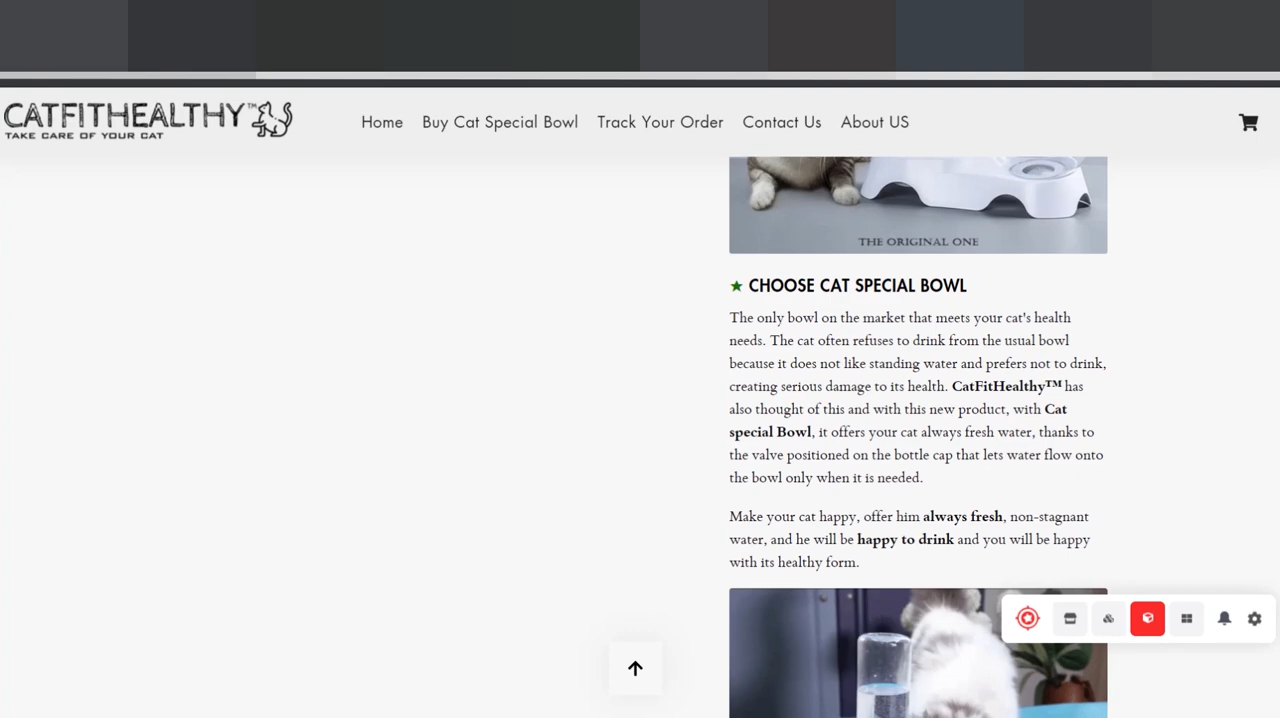 CATFITHEALTHY™
TAKE CARE OF YOUR CAT
Home Buy Cat Special Bowl Track Your Order Contact Us About US
THE ORIGINAL ONE
★ CHOOSE CAT SPECIAL BOWL
The only bowl on the market that meets your cat's health
needs. The cat often refuses to drink from the usual bowl
because it does not like standing water and prefers not to drink,
creating serious damage to its health. CatFitHealthy™ has
also thought of this and with this new product, with Cat
special Bowl, it offers your cat always fresh water, thanks to
the valve positioned on the bottle cap that lets water flow onto
the bowl only when it is needed.
Make your cat happy, offer him always fresh, non-stagnant
water, and he will be happy to drink and you will be happy
with its healthy form.